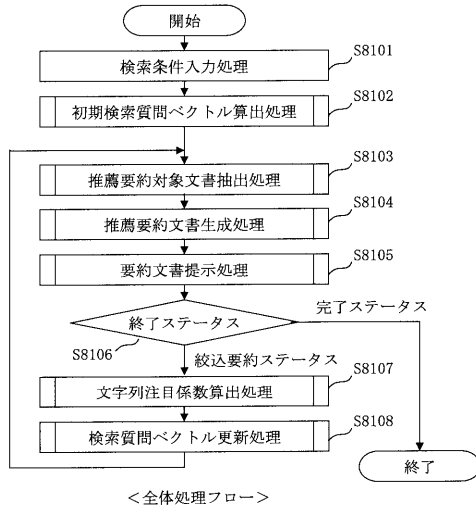 開始
検索条件入力処理
S8101
初期検索質問ベクトル算出処理
S8102
推薦要約対象文書抽出処理
S8103
推薦要約文書生成処理
S8104
要約文書提示処理
S8105
終了ステータス
S8106
完了ステータス
絞込要約ステータス
文字列注目係数算出処理
S8107
検索質問ベクトル更新処理
S8108
終了
＜全体処理フロー＞